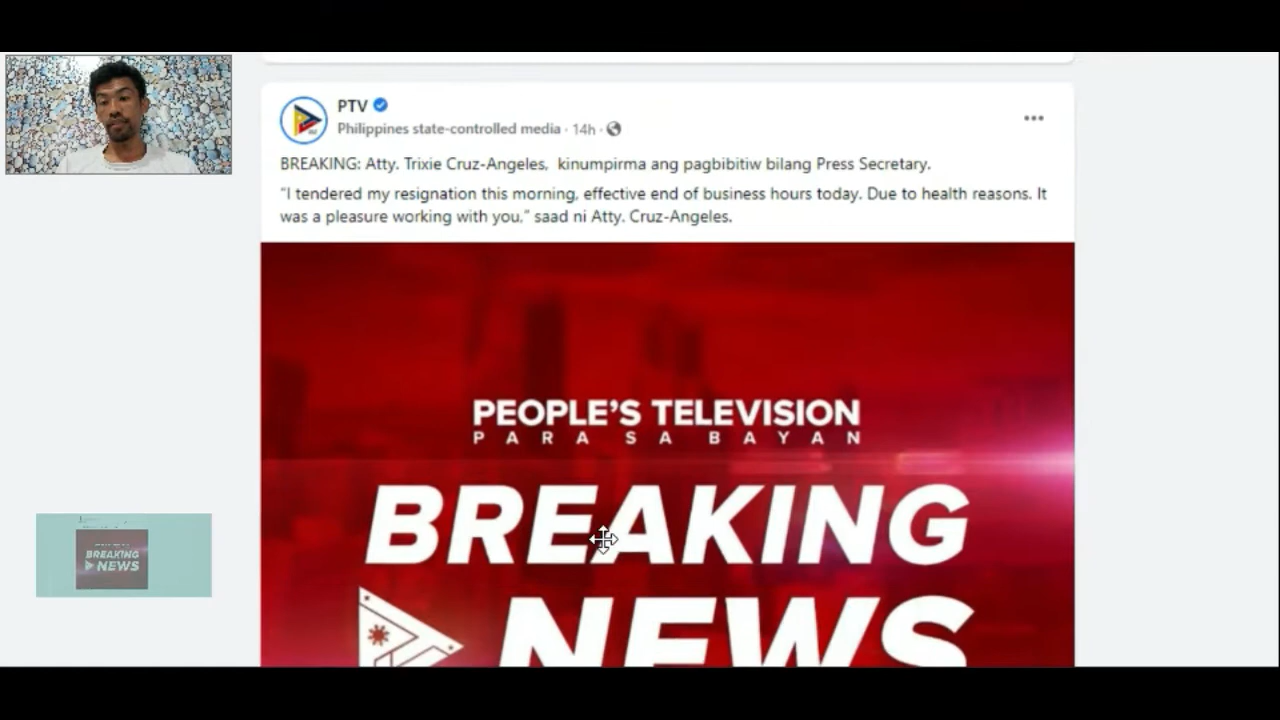 PTV
Philippines state-controlled media · 14h ·
BREAKING: Atty. Trixie Cruz-Angeles, kinumpirma ang pagbibitiw bilang Press Secretary.
"I tendered my resignation this morning, effective end of business hours today. Due to health reasons. It
was a pleasure working with you," saad ni Atty. Cruz-Angeles.
PEOPLE'S TELEVISION
PARA SA BAYAN
BREAKING
NEWS
BREAKING
NEWS